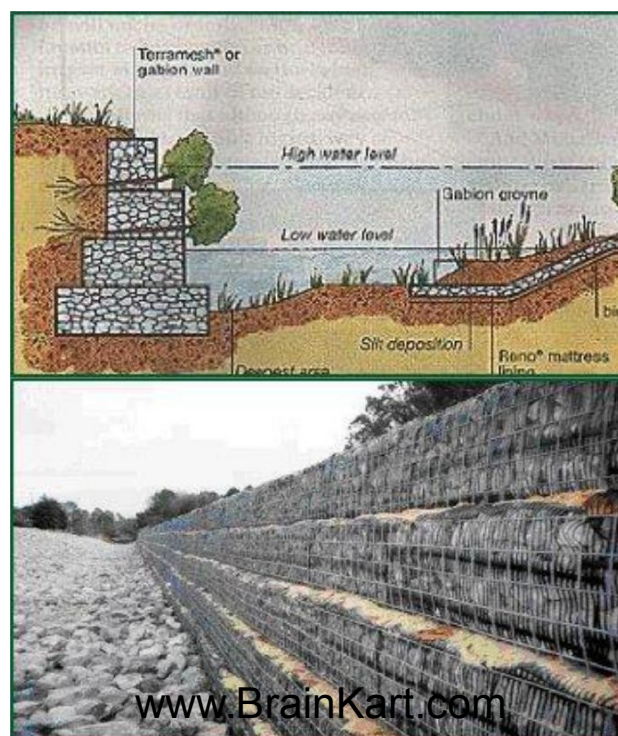 Terramesh® or
gabion wall
High water level
Gabion groyne
Low water level
Silt deposition
Reno® mattress
lining
Deepest area
www.BrainKart.com